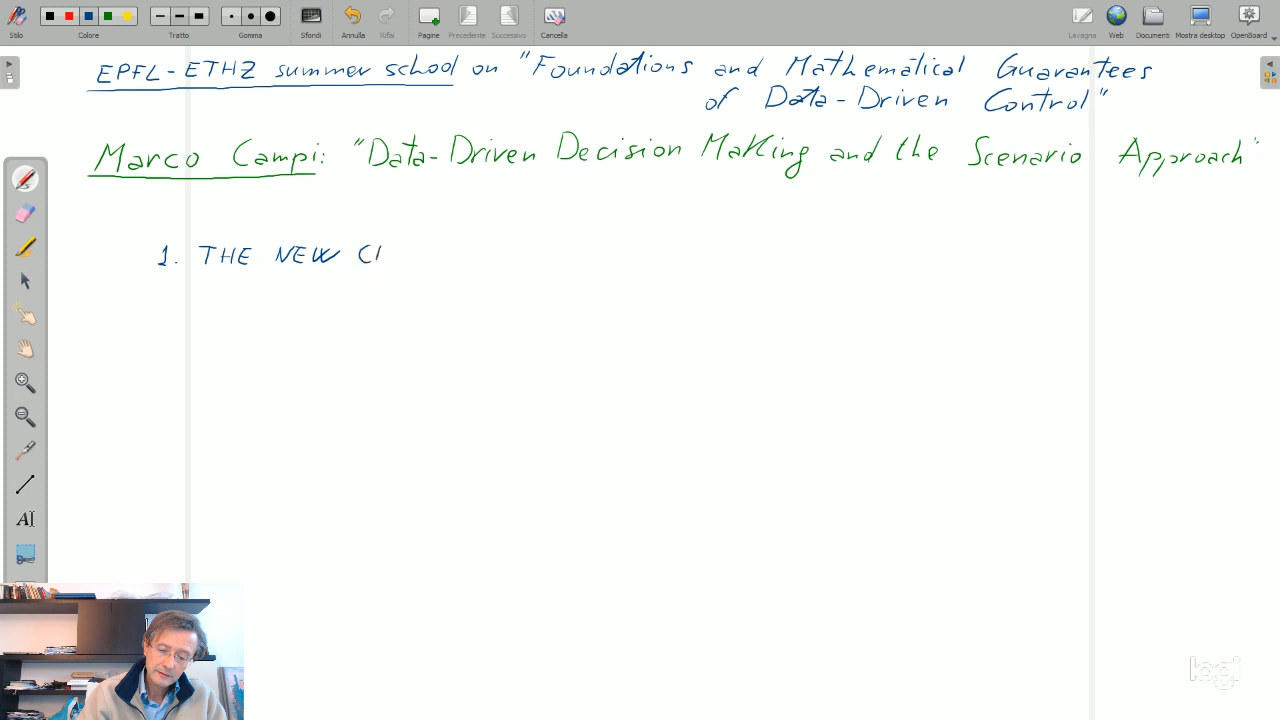 Stilo Colore Tratto Gomma Sfondi Annulla Rifai Pagine Precedente Successivo Cancella Lavagna Web Documenti Mostra desktop OpenBoard
EPFL-ETHZ summer school on "Foundations and Mathematical Guarantees
of Data-Driven Control"
Marco Campi: "Data-Driven Decision Making and the Scenario Approach"
1. THE NEW
AI
logi